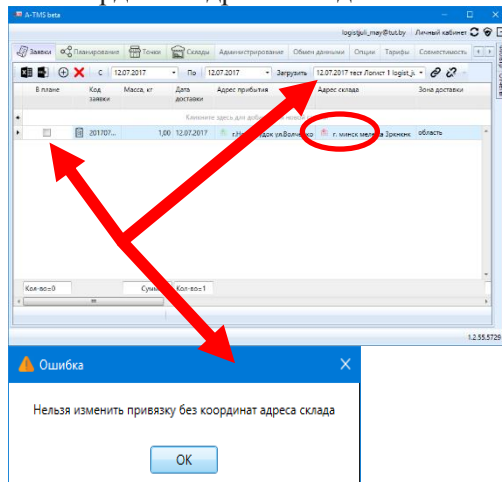 A-TMS beta
logistjuli_may@tut.by Личный кабинет
Заявки Планирование Точки Склады Администрирование Обмен данными Опции Тарифы Совместимость
С 12.07.2017 По 12.07.2017 Загрузить 12.07.2017 тест Логист 1 logist_ju
В плане Код заявки Масса, кг Дата доставки Адрес прибытия Адрес склада Зона доставки
Кликните здесь для добавления новой
201707... 1,00 12.07.2017 г. минск область
Кол-во=0 Сумм Кол-во=1
1.2.55.5729
Ошибка
Нельзя изменить привязку без координат адреса склада
OK